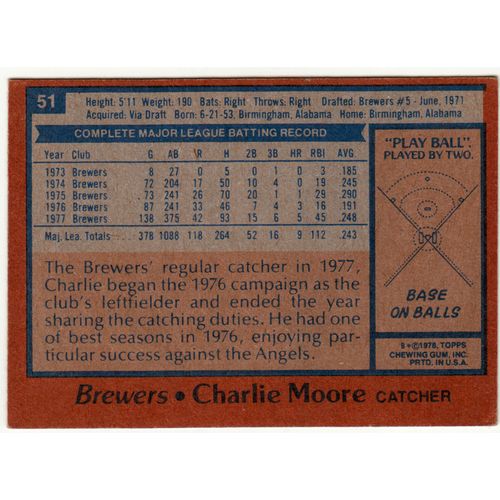 51
Height: 5'11 Weight: 190 Bats: Right Throws: Right Drafted: Brewers #5 - June, 1971
Acquired: Via Draft Born: 6-21-53, Birmingham, Alabama Home: Birmingham, Alabama
COMPLETE MAJOR LEAGUE BATTING RECORD
Year Club G AB R H 2B 3B HR RBI AVG
1973 Brewers 8 27 0 5 0 1 0 3 .185
1974 Brewers 72 204 17 50 10 4 0 19 .245
1975 Brewers 73 241 26 70 20 1 1 29 .290
1976 Brewers 87 241 33 46 7 4 3 16 .191
1977 Brewers 138 375 42 93 15 6 5 45 .248
Maj. Lea. Totals 378 1088 118 264 52 16 9 112 .243
The Brewers' regular catcher in 1977,
Charlie began the 1976 campaign as the
club's leftfielder and ended the year
sharing the catching duties. He had one
of best seasons in 1976, enjoying par-
ticular success against the Angels.
"PLAY BALL"
PLAYED BY TWO.
BASE
ON BALLS
©1978, TOPPS
CHEWING GUM, INC.
PRTD. IN U.S.A.
Brewers • Charlie Moore CATCHER